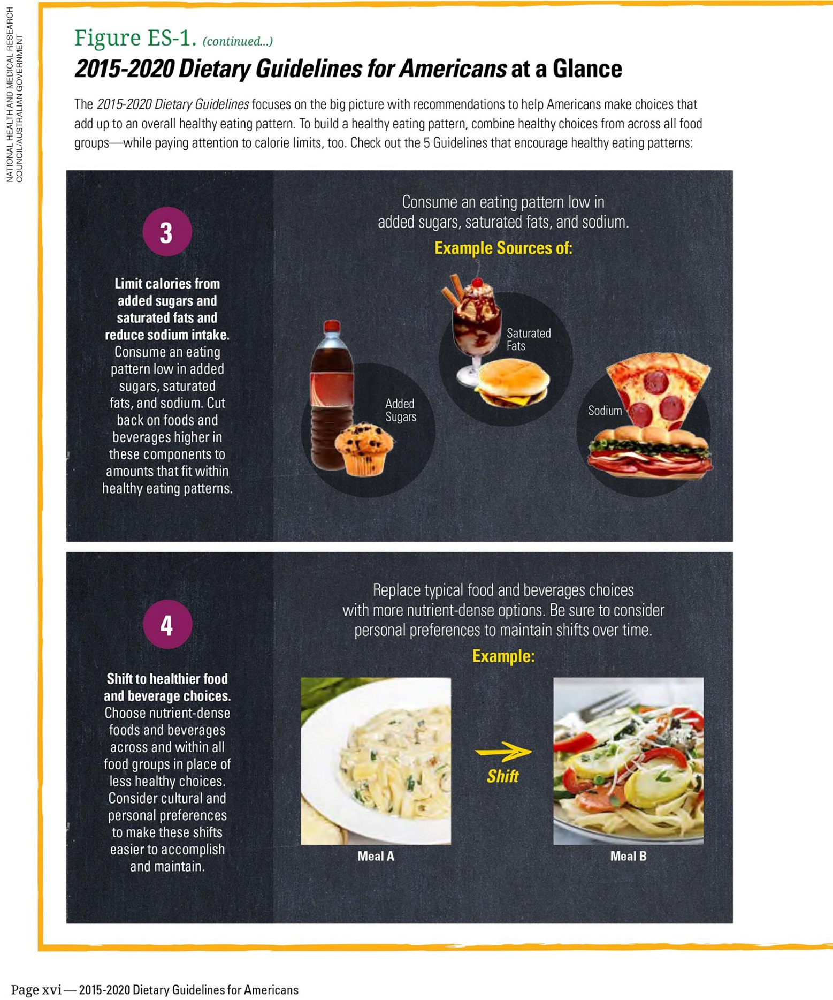 NATIONAL HEALTH AND MEDICAL RESEARCH
COUNCIL/AUSTRALIAN GOVERNMENT
Figure ES-1. (continued...)
2015-2020 Dietary Guidelines for Americans at a Glance
The 2015-2020 Dietary Guidelines focuses on the big picture with recommendations to help Americans make choices that
add up to an overall healthy eating pattern. To build a healthy eating pattern, combine healthy choices from across all food
groups—while paying attention to calorie limits, too. Check out the 5 Guidelines that encourage healthy eating patterns:
3
Limit calories from
added sugars and
saturated fats and
reduce sodium intake.
Consume an eating
pattern low in added
sugars, saturated
fats, and sodium. Cut
back on foods and
beverages higher in
these components to
amounts that fit within
healthy eating patterns.
Consume an eating pattern low in
added sugars, saturated fats, and sodium.
Example Sources of:
Added
Sugars
Saturated
Fats
Sodium
4
Shift to healthier food
and beverage choices.
Choose nutrient-dense
foods and beverages
across and within all
food groups in place of
less healthy choices.
Consider cultural and
personal preferences
to make these shifts
easier to accomplish
and maintain.
Replace typical food and beverages choices
with more nutrient-dense options. Be sure to consider
personal preferences to maintain shifts over time.
Example:
Shift
Meal A
Meal B
Page xvi — 2015-2020 Dietary Guidelines for Americans